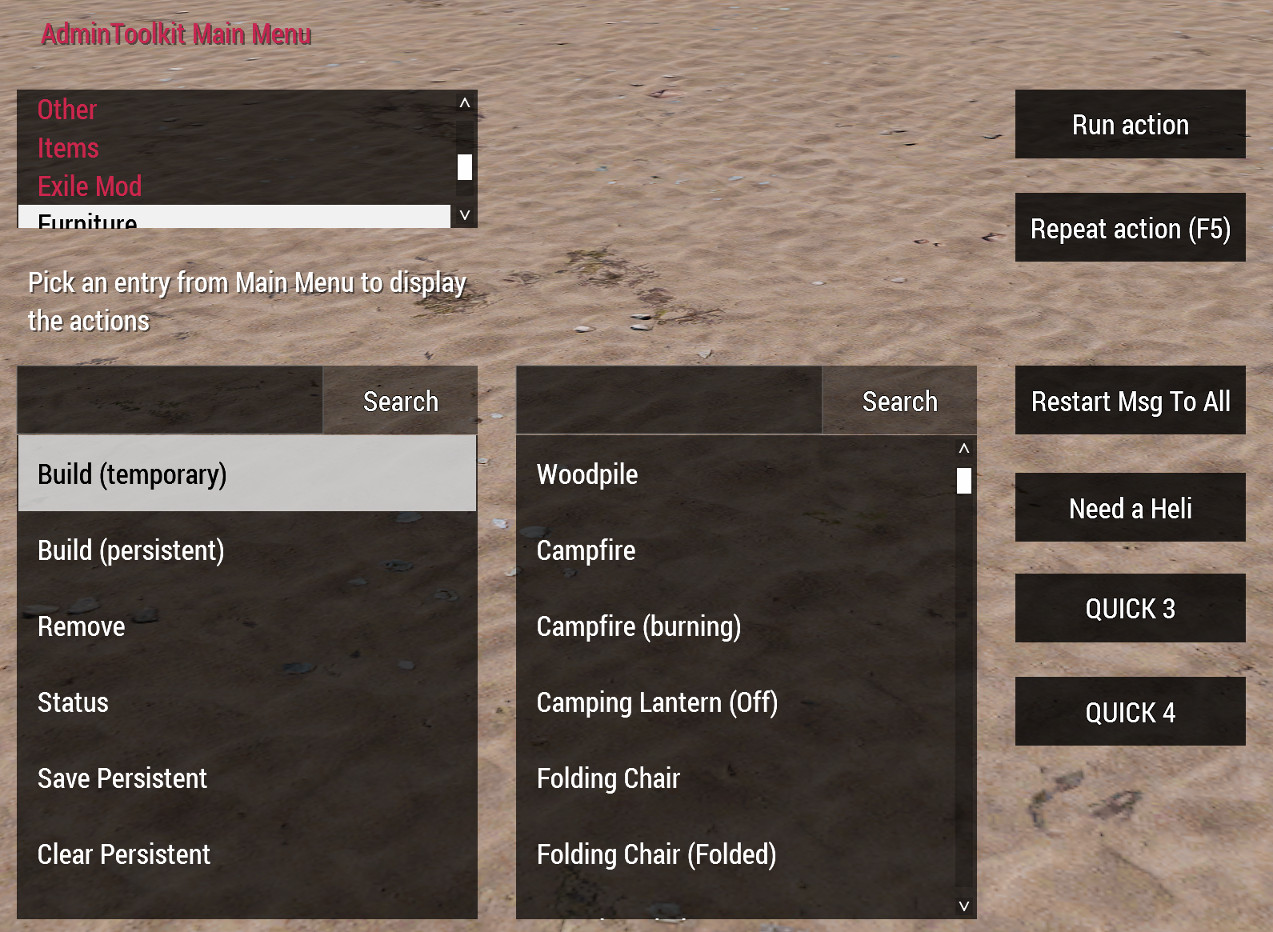 AdminToolkit Main Menu
Other
Items
Exile Mod
Furniture
Run action
Repeat action (F5)
Pick an entry from Main Menu to display
the actions
Search
Search
Restart Msg To All
Build (temporary)
Build (persistent)
Remove
Status
Save Persistent
Clear Persistent
Woodpile
Campfire
Campfire (burning)
Camping Lantern (Off)
Folding Chair
Folding Chair (Folded)
Need a Heli
QUICK 3
QUICK 4